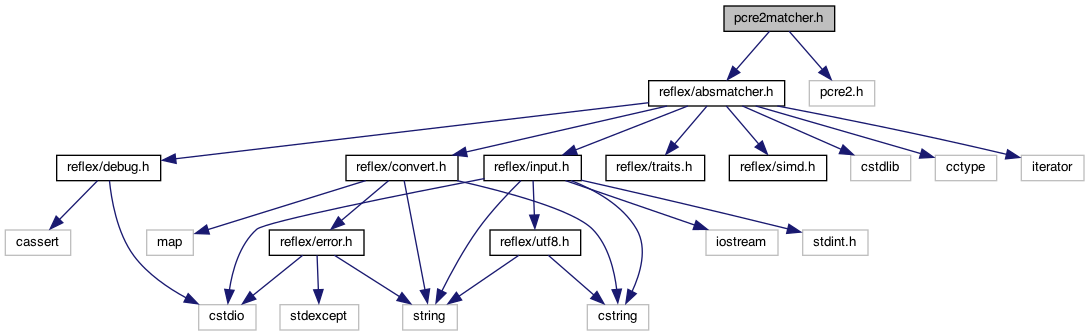 pcre2matcher.h
reflex/absmatcher.h
pcre2.h
reflex/debug.h
reflex/convert.h
reflex/input.h
reflex/traits.h
reflex/simd.h
cstdlib
cctype
iterator
cassert
map
reflex/error.h
reflex/utf8.h
iostream
stdint.h
cstdio
stdexcept
string
cstring